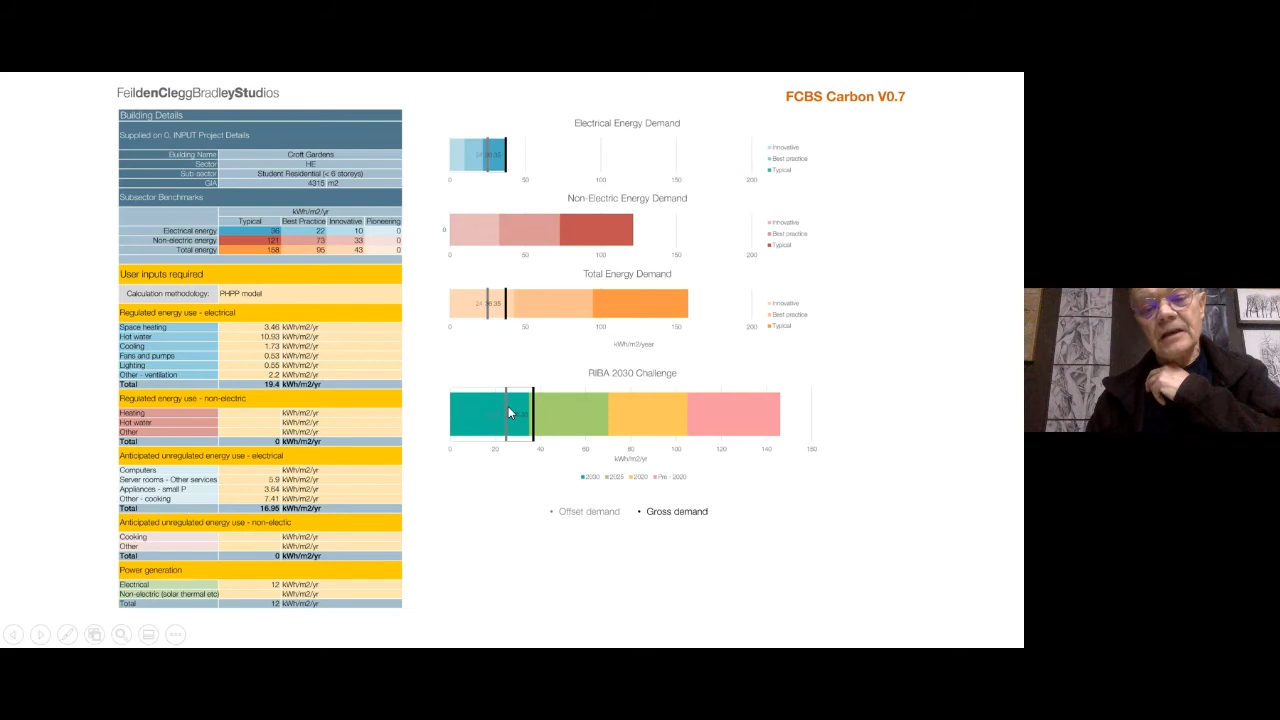 FeildenCleggBradleyStudios
FCBS Carbon V0.7
Building Details
Supplied on 0. INPUT Project Details
Building Name Croft Gardens
Sector HE
Sub-sector Student Residential (< 6 storeys)
GIA 4315 m2
Subsector Benchmarks
kWh/m2/yr
Typical Best Practice Innovative Pioneering
Electrical energy 36 22 10 0
Non-electric energy 121 73 33 0
Total energy 158 95 43 0
User inputs required
Calculation methodology: PHPP model
Regulated energy use - electrical
Space heating 3.46 kWh/m2/yr
Hot water 10.93 kWh/m2/yr
Cooling 1.73 kWh/m2/yr
Fans and pumps 0.53 kWh/m2/yr
Lighting 0.55 kWh/m2/yr
Other - ventilation 2.2 kWh/m2/yr
Total 19.4 kWh/m2/yr
Regulated energy use - non-electric
Heating kWh/m2/yr
Hot water kWh/m2/yr
Other kWh/m2/yr
Total 0 kWh/m2/yr
Anticipated unregulated energy use - electrical
Computers kWh/m2/yr
Server rooms - Other services 5.9 kWh/m2/yr
Appliances - small P 3.64 kWh/m2/yr
Other - cooking 7.41 kWh/m2/yr
Total 16.95 kWh/m2/yr
Anticipated unregulated energy use - non-electic
Cooking kWh/m2/yr
Other kWh/m2/yr
Total 0 kWh/m2/yr
Power generation
Electrical 12 kWh/m2/yr
Non-electric (solar thermal etc) kWh/m2/yr
Total 12 kWh/m2/yr
Electrical Energy Demand
Innovative
Best practice
Typical
0 50 100 150 200
Non-Electric Energy Demand
0
Innovative
Best practice
Typical
0 50 100 150 200
Total Energy Demand
Innovative
Best practice
Typical
0 50 100 150 200
kWh/m2/year
RIBA 2030 Challenge
0 20 40 60 80 100 120 140 160
kWh/m2/yr
2030 2025 2020 Pre - 2020
• Offset demand • Gross demand